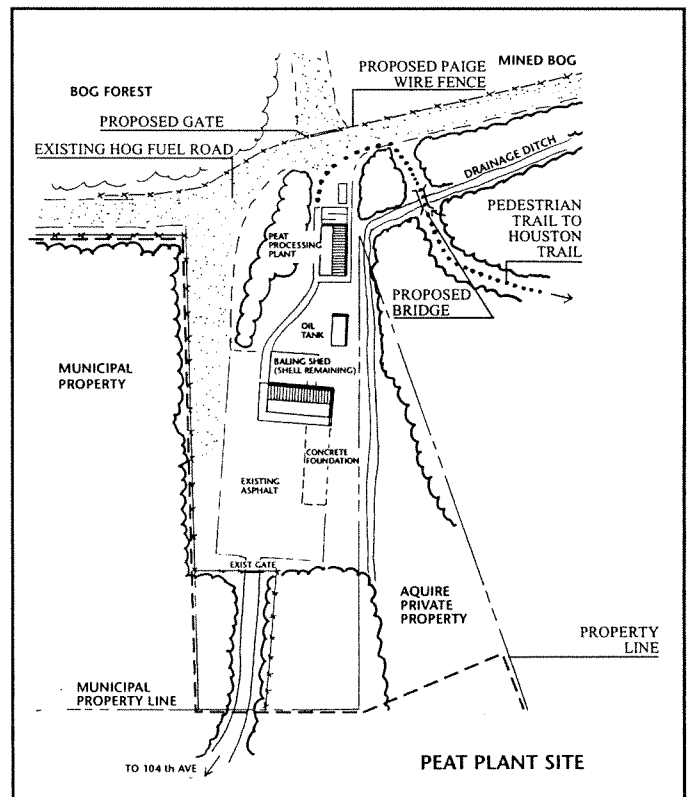 PROPOSED PAIGE
WIRE FENCE
MINED BOG
BOG FOREST
PROPOSED GATE
EXISTING HOG FUEL ROAD
DRAINAGE DITCH
PEDESTRIAN
TRAIL TO
HOUSTON
TRAIL
PEAT
PROCESSING
PLANT
PROPOSED
BRIDGE
OIL
TANK
BALING SHED
(SHELL REMAINING)
MUNICIPAL
PROPERTY
CONCRETE
FOUNDATION
EXISTING
ASPHALT
EXIST GATE
AQUIRE
PRIVATE
PROPERTY
PROPERTY
LINE
MUNICIPAL
PROPERTY LINE
TO 104 th AVE
PEAT PLANT SITE